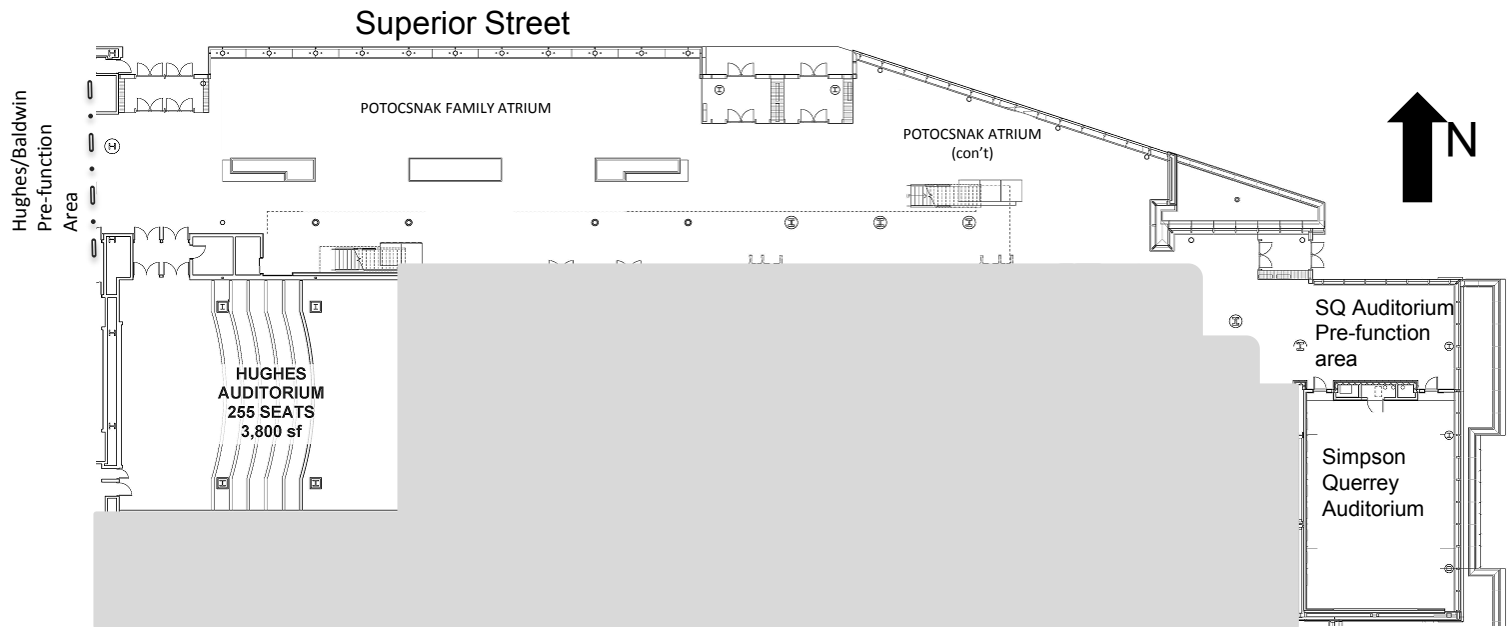 Superior Street
Hughes/Baldwin
Pre-function
Area
POTOCSNAK FAMILY ATRIUM
POTOCSNAK ATRIUM
(con't)
N
HUGHES
AUDITORIUM
255 SEATS
3,800 sf
SQ Auditorium
Pre-function
area
Simpson
Querrey
Auditorium